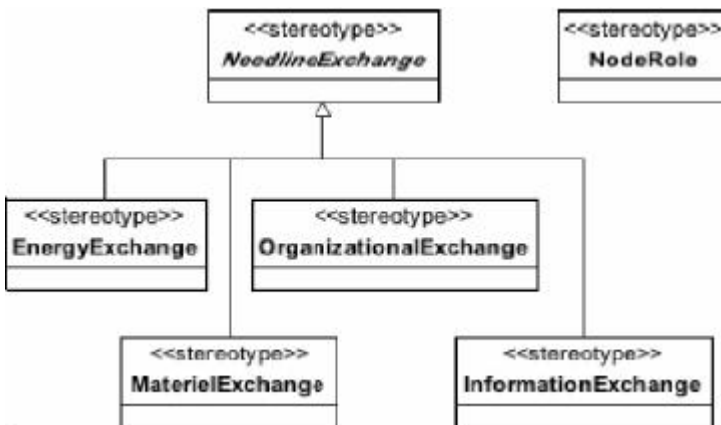 <<stereotype>>
NeedlineExchange
<<stereotype>>
NodeRole
<<stereotype>>
EnergyExchange
<<stereotype>>
OrganizationalExchange
<<stereotype>>
MaterielExchange
<<stereotype>>
InformationExchange